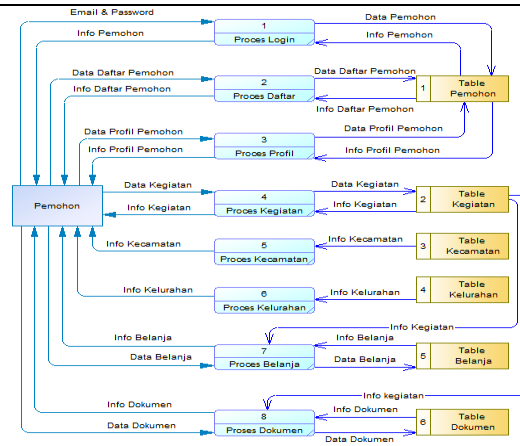 Email & Password
Data Pemohon
1
Proces Login
Info Pemohon
Info Pemohon
Data Daftar Pemohon
Data Daftar Pemohon
2
Proces Daftar
1
Table
Pemohon
Info Daftar Pemohon
Info Daftar Pemohon
Data Profil Pemohon
Data Profil Pemohon
3
Proces Profil
Info Profil Pemohon
Info Profil Pemohon
Pemohon
Data Kegiatan
Data Kegiatan
4
Proces Kegiatan
2
Table
Kegiatan
Info Kegiatan
Info Kegiatan
Info Kecamatan
5
Proces Kecamatan
Info Kecamatan
3
Table
Kecamatan
Info Kelurahan
6
Proces Kelurahan
Info Kelurahan
4
Table
Kelurahan
Info Kegiatan
Info Belanja
7
Proces Belanja
Info Belanja
5
Table
Belanja
Data Belanja
Data Belanja
Info kegiatan
Info Dokumen
8
Proses Dokumen
Info Dokumen
6
Table
Dokumen
Data Dokumen
Data Dokumen